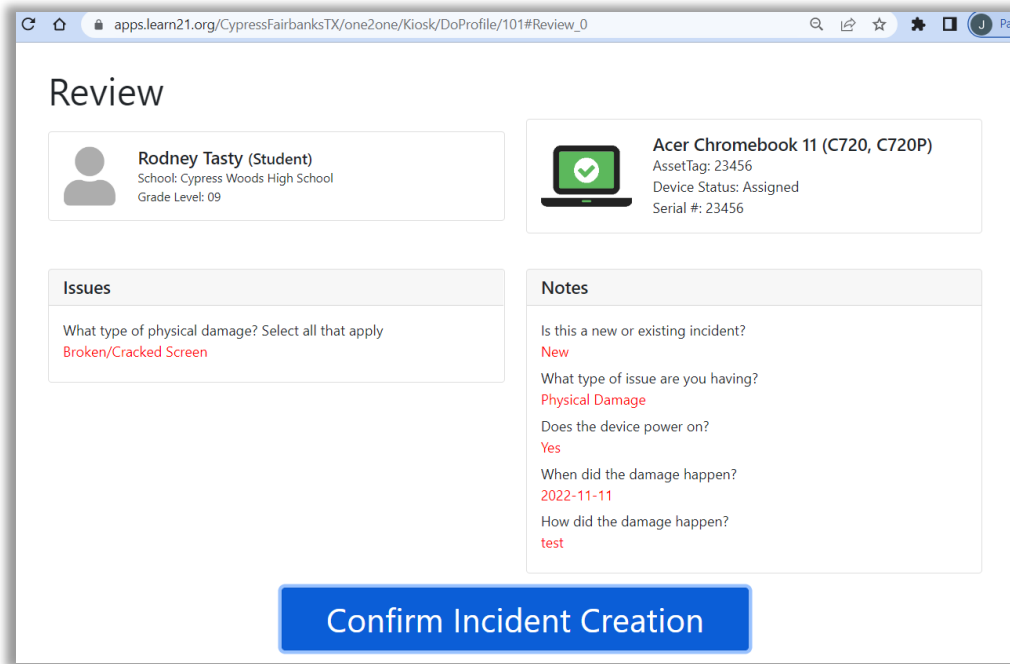 apps.learn21.org/CypressFairbanksTX/one2one/Kiosk/DoProfile/101#Review_0
J
Pa
Review
Rodney Tasty (Student)
School: Cypress Woods High School
Grade Level: 09
Acer Chromebook 11 (C720, C720P)
AssetTag: 23456
Device Status: Assigned
Serial #: 23456
Issues
What type of physical damage? Select all that apply
Broken/Cracked Screen
Notes
Is this a new or existing incident?
New
What type of issue are you having?
Physical Damage
Does the device power on?
Yes
When did the damage happen?
2022-11-11
How did the damage happen?
test
Confirm Incident Creation